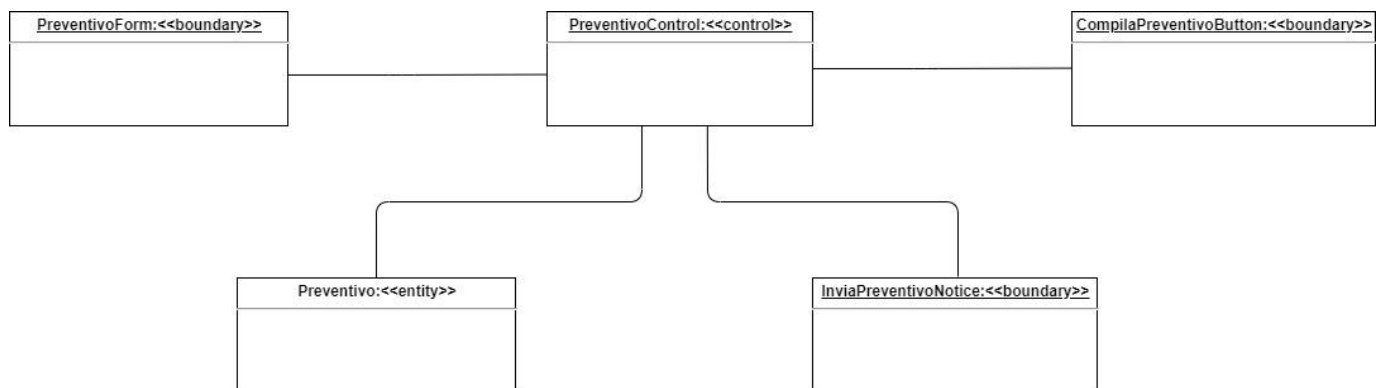 PreventivoForm:<<boundary>>
PreventivoControl:<<control>>
CompilaPreventivoButton:<<boundary>>
Preventivo:<<entity>>
InviaPreventivoNotice:<<boundary>>